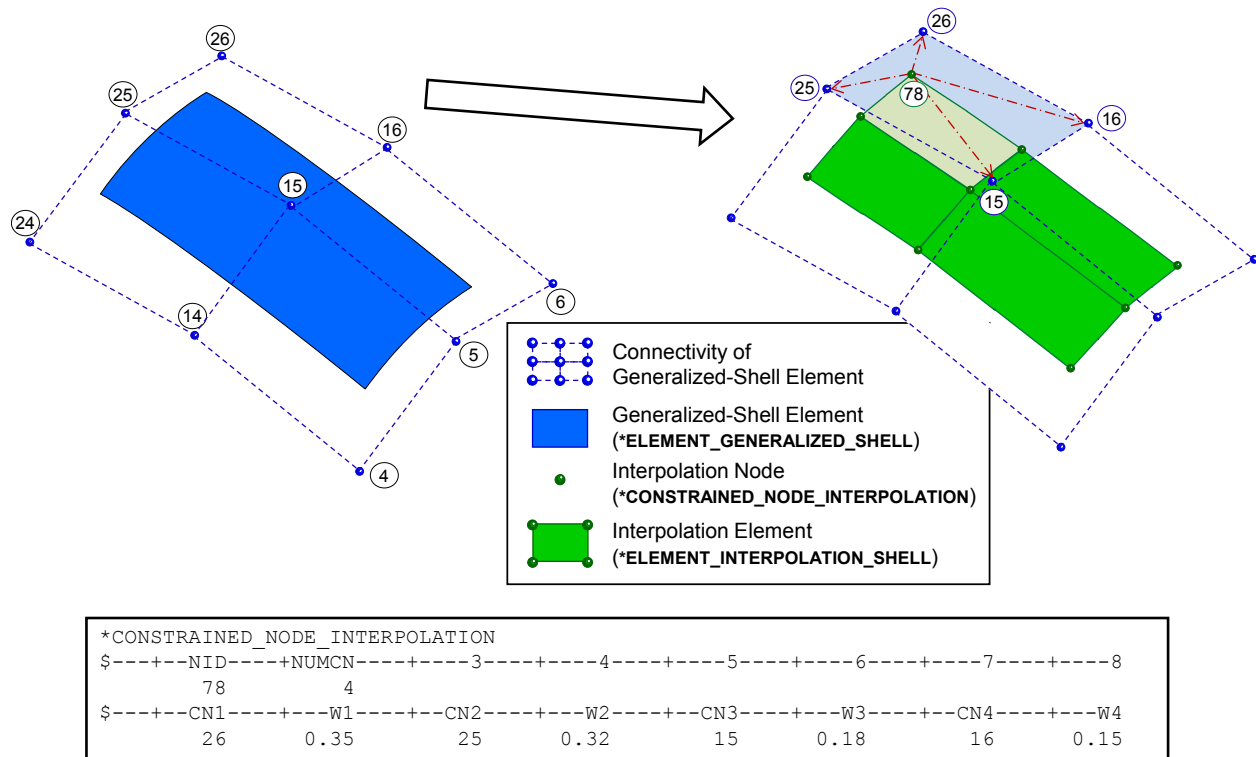 26
25
16
15
24
14
6
5
4
26
25
78
16
15
Connectivity of
Generalized-Shell Element
Generalized-Shell Element
(*ELEMENT_GENERALIZED_SHELL)
Interpolation Node
(*CONSTRAINED_NODE_INTERPOLATION)
Interpolation Element
(*ELEMENT_INTERPOLATION_SHELL)
*CONSTRAINED_NODE_INTERPOLATION
$---+--NID----+NUMCN----+----3----+----4----+----5----+----6----+----7----+----8
        78         4
$---+--CN1----+---W1----+--CN2----+---W2----+--CN3----+---W3----+--CN4----+---W4
        26      0.35        25      0.32        15      0.18        16      0.15